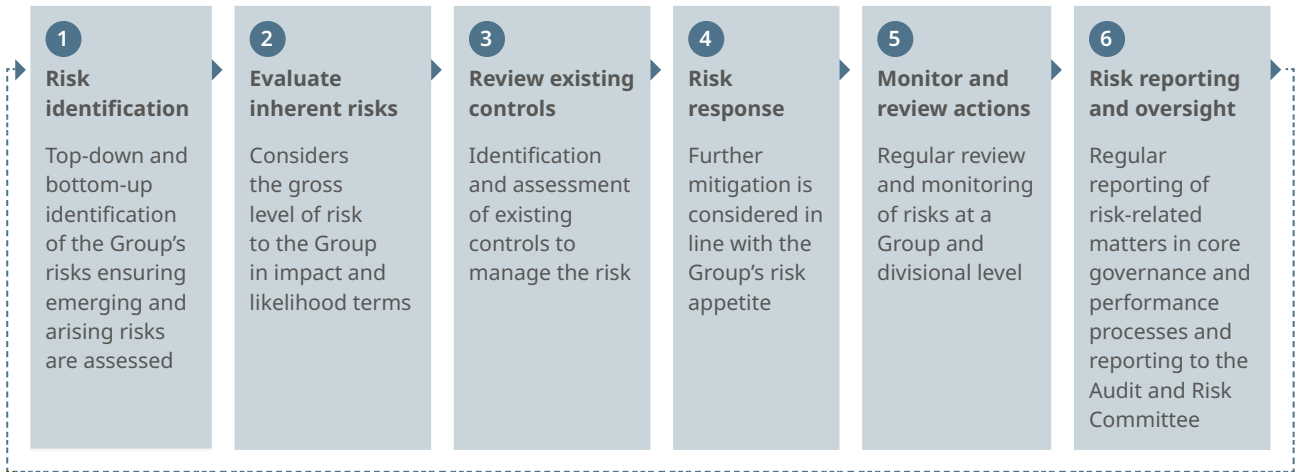 1
Risk
identification
Top-down and
bottom-up
identification
of the Group’s
risks ensuring
emerging and
arising risks
are assessed
2
Evaluate
inherent risks
Considers
the gross
level of risk
to the Group
in impact and
likelihood terms
3
Review existing
controls
Identification
and assessment
of existing
controls to
manage the risk
4
Risk
response
Further
mitigation is
considered in
line with the
Group’s risk
appetite
5
Monitor and
review actions
Regular review
and monitoring
of risks at a
Group and
divisional level
6
Risk reporting
and oversight
Regular
reporting of
risk-related
matters in core
governance and
performance
processes and
reporting to the
Audit and Risk
Committee